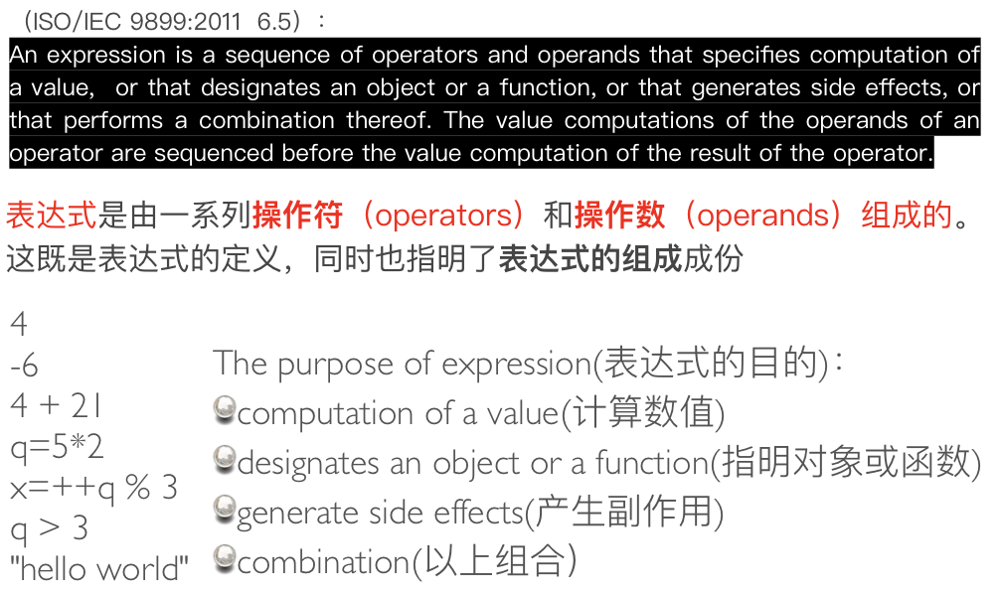 （ISO/IEC 9899:2011  6.5）:
An expression is a sequence of operators and operands that specifies computation of
a value,  or that designates an object or a function, or that generates side effects, or
that performs a combination thereof. The value computations of the operands of an
operator are sequenced before the value computation of the result of the operator.
表达式是由一系列操作符（operators）和操作数（operands）组成的。
这既是表达式的定义，同时也指明了表达式的组成成份
4
-6
4 + 21
q=5*2
x=++q % 3
q > 3
"hello world"
The purpose of expression(表达式的目的)：
computation of a value(计算数值)
designates an object or a function(指明对象或函数)
generate side effects(产生副作用)
combination(以上组合）